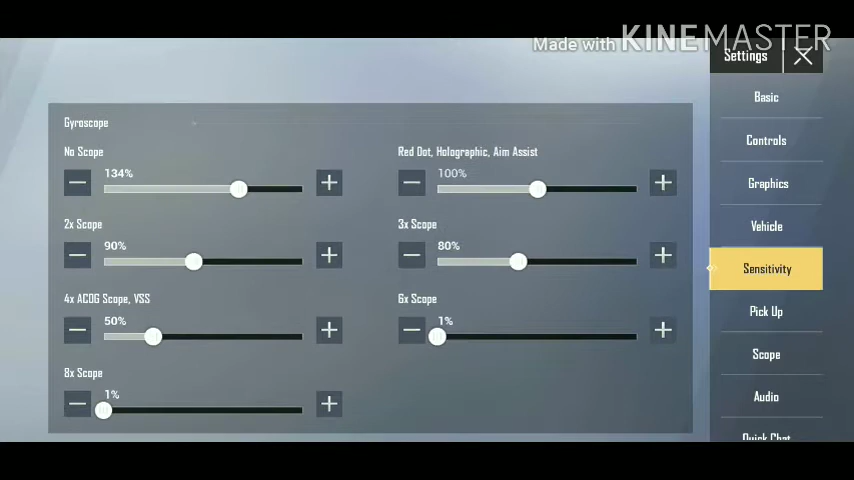 Made with KINEMASTER
Settings
Gyroscope
No Scope
134%
Red Dot, Holographic, Aim Assist
100%
2x Scope
90%
3x Scope
80%
4x ACOG Scope, VSS
50%
6x Scope
1%
8x Scope
1%
Basic
Controls
Graphics
Vehicle
Sensitivity
Pick Up
Scope
Audio
Quick Chat